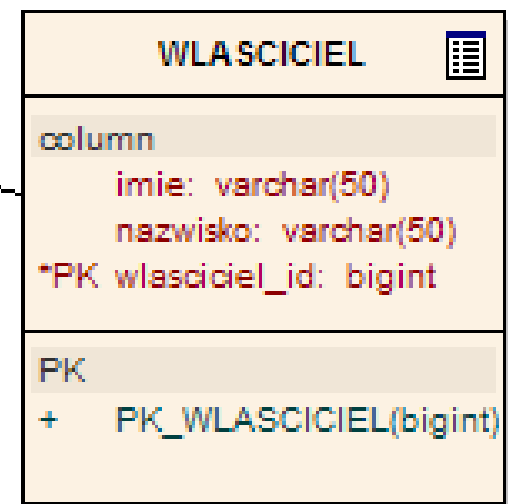 WLASCICIEL
column
imie: varchar(50)
nazwisko: varchar(50)
*PK wlasciciel_id: bigint
PK
+ PK_WLASCICIEL(bigint)